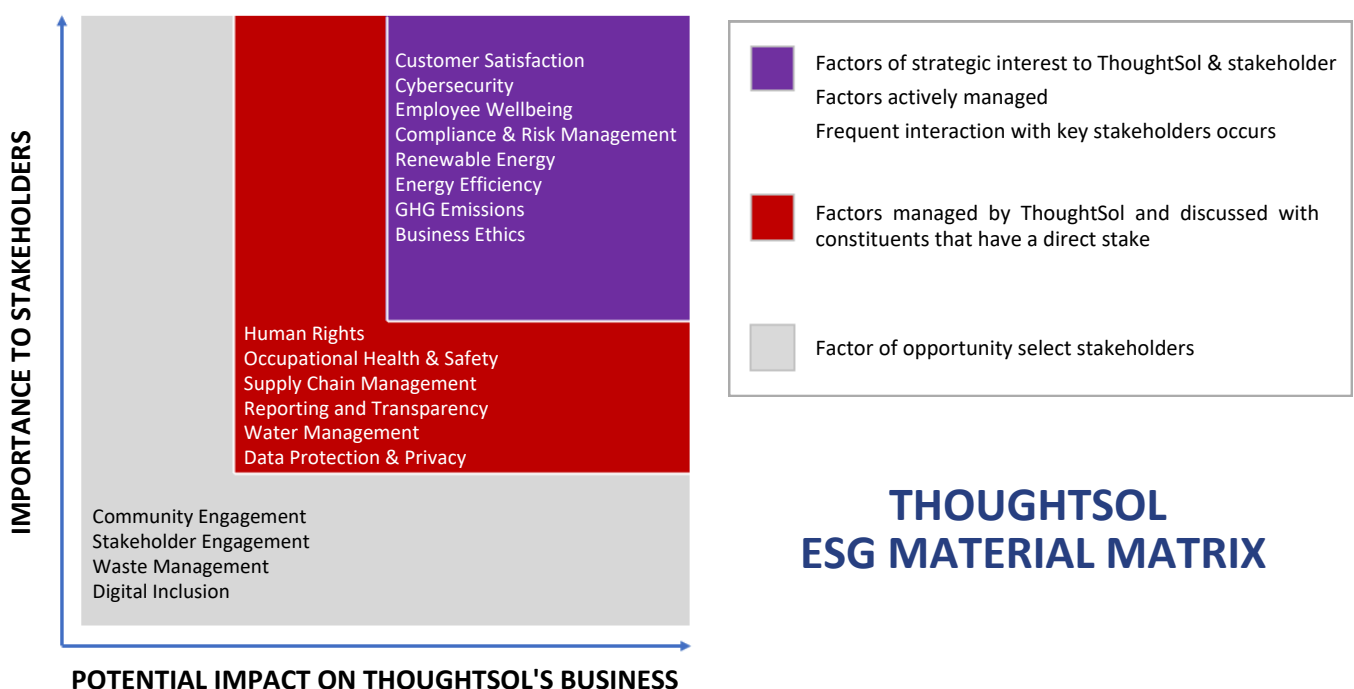 IMPORTANCE TO STAKEHOLDERS
Customer Satisfaction
Cybersecurity
Employee Wellbeing
Compliance & Risk Management
Renewable Energy
Energy Efficiency
GHG Emissions
Business Ethics
Human Rights
Occupational Health & Safety
Supply Chain Management
Reporting and Transparency
Water Management
Data Protection & Privacy
Community Engagement
Stakeholder Engagement
Waste Management
Digital Inclusion
POTENTIAL IMPACT ON THOUGHTSOL'S BUSINESS
Factors of strategic interest to ThoughtSol & stakeholder
Factors actively managed
Frequent interaction with key stakeholders occurs
Factors managed by ThoughtSol and discussed with
constituents that have a direct stake
Factor of opportunity select stakeholders
THOUGHTSOL
ESG MATERIAL MATRIX